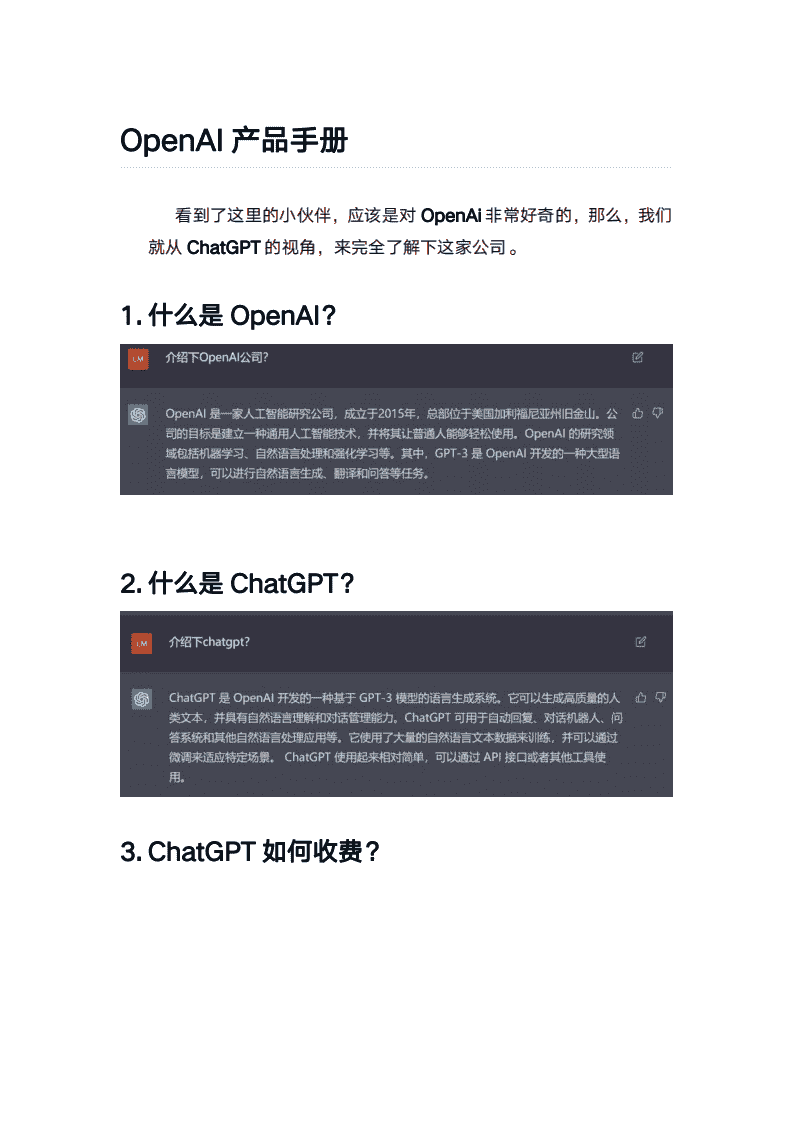 OpenAI 产品手册
看到了这里的小伙伴，应该是对 OpenAi 非常好奇的，那么，我们
就从 ChatGPT 的视角，来完全了解下这家公司 。
1. 什么是 OpenAI？
LM 介绍下OpenAI公司?
OpenAI 是一家人工智能研究公司，成立于2015年，总部位于美国加利福尼亚州旧金山。公
司的目标是建立一种通用人工智能技术，并将其让普通人能够轻松使用。OpenAI 的研究领
域包括机器学习、自然语言处理和强化学习等。其中，GPT-3 是 OpenAI 开发的一种大型语
言模型，可以进行自然语言生成、翻译和问答等任务。
2. 什么是 ChatGPT？
LM 介绍下chatgpt?
ChatGPT 是 OpenAI 开发的一种基于 GPT-3 模型的语言生成系统。它可以生成高质量的人
类文本，并具有自然语言理解和对话管理能力。ChatGPT 可用于自动回复、对话机器人、问
答系统和其他自然语言处理应用等。它使用了大量的自然语言文本数据来训练，并可以通过
微调来适应特定场景。 ChatGPT 使用起来相对简单，可以通过 API 接口或者其他工具使
用。
3. ChatGPT 如何收费？